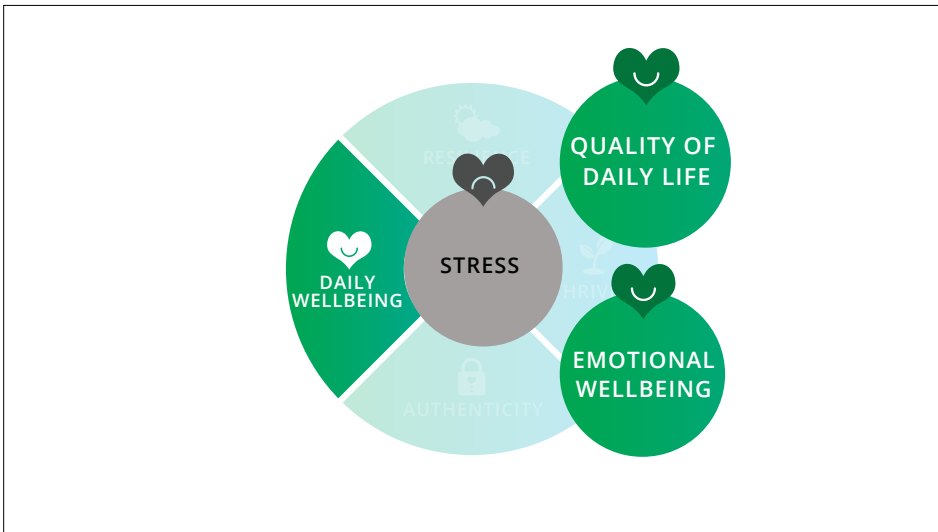 QUALITY OF
DAILY LIFE
STRESS
DAILY
WELLBEING
EMOTIONAL
WELLBEING
AUTHENTICITY